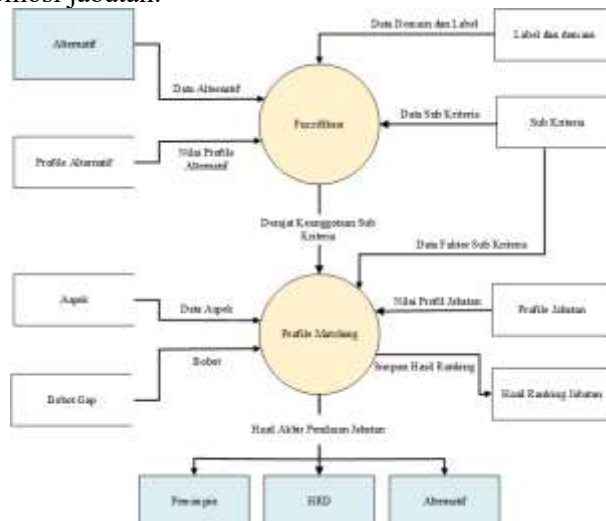 jabatan.
Data Domain dan Label
Alternatif
Label dan domain
Data Alternatif
Fuzzifikasi
Data Sub Kriteria
Sub Kriteria
Profile Alternatif
Nilai Profile
Alternatif
Derajat Keanggotaan Sub
Kriteria
Data Faktor Sub Kriteria
Aspek
Data Aspek
Nilai Profil Jabatan
Profile Jabatan
Profile Matching
Bobot
Simpan Hasil Ranking
Bobot Gap
Hasil Ranking Jabatan
Hasil Akhir Penilaian Jabatan
HRD
Alternatif